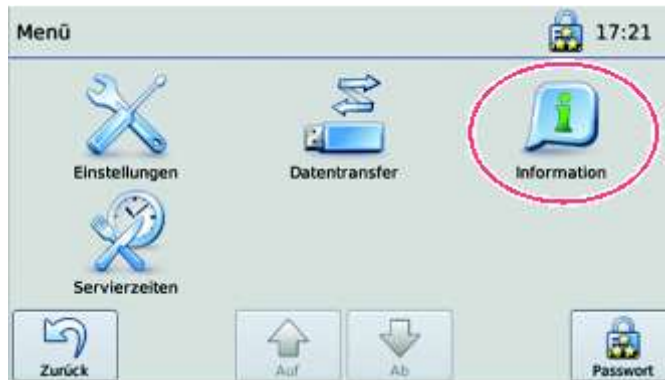 Menü 17:21
Einstellungen Datentransfer Information
Servierzeiten
Zurück Auf Ab Passwort